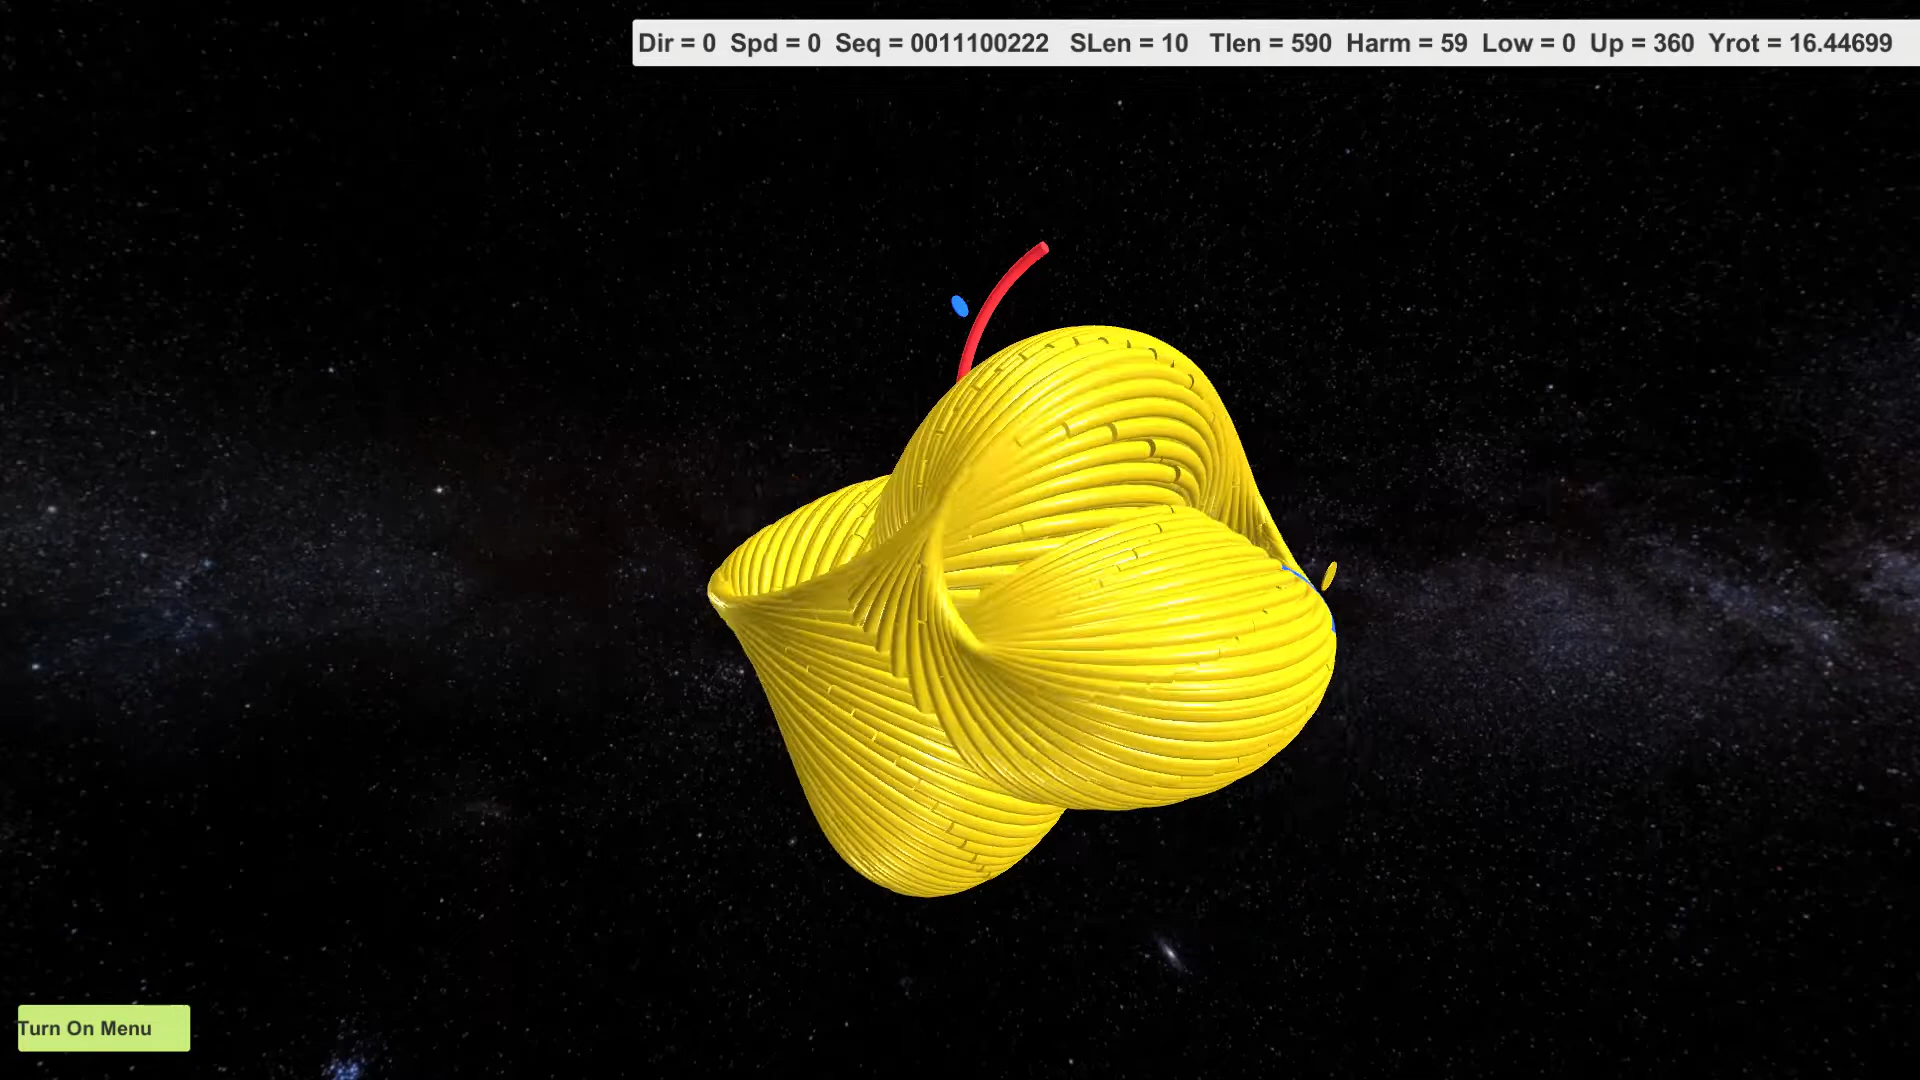 Dir = 0 Spd = 0 Seq = 0011100222 SLen = 10 Tlen = 590 Harm = 59 Low = 0 Up = 360 Yrot = 16.44699
Turn On Menu